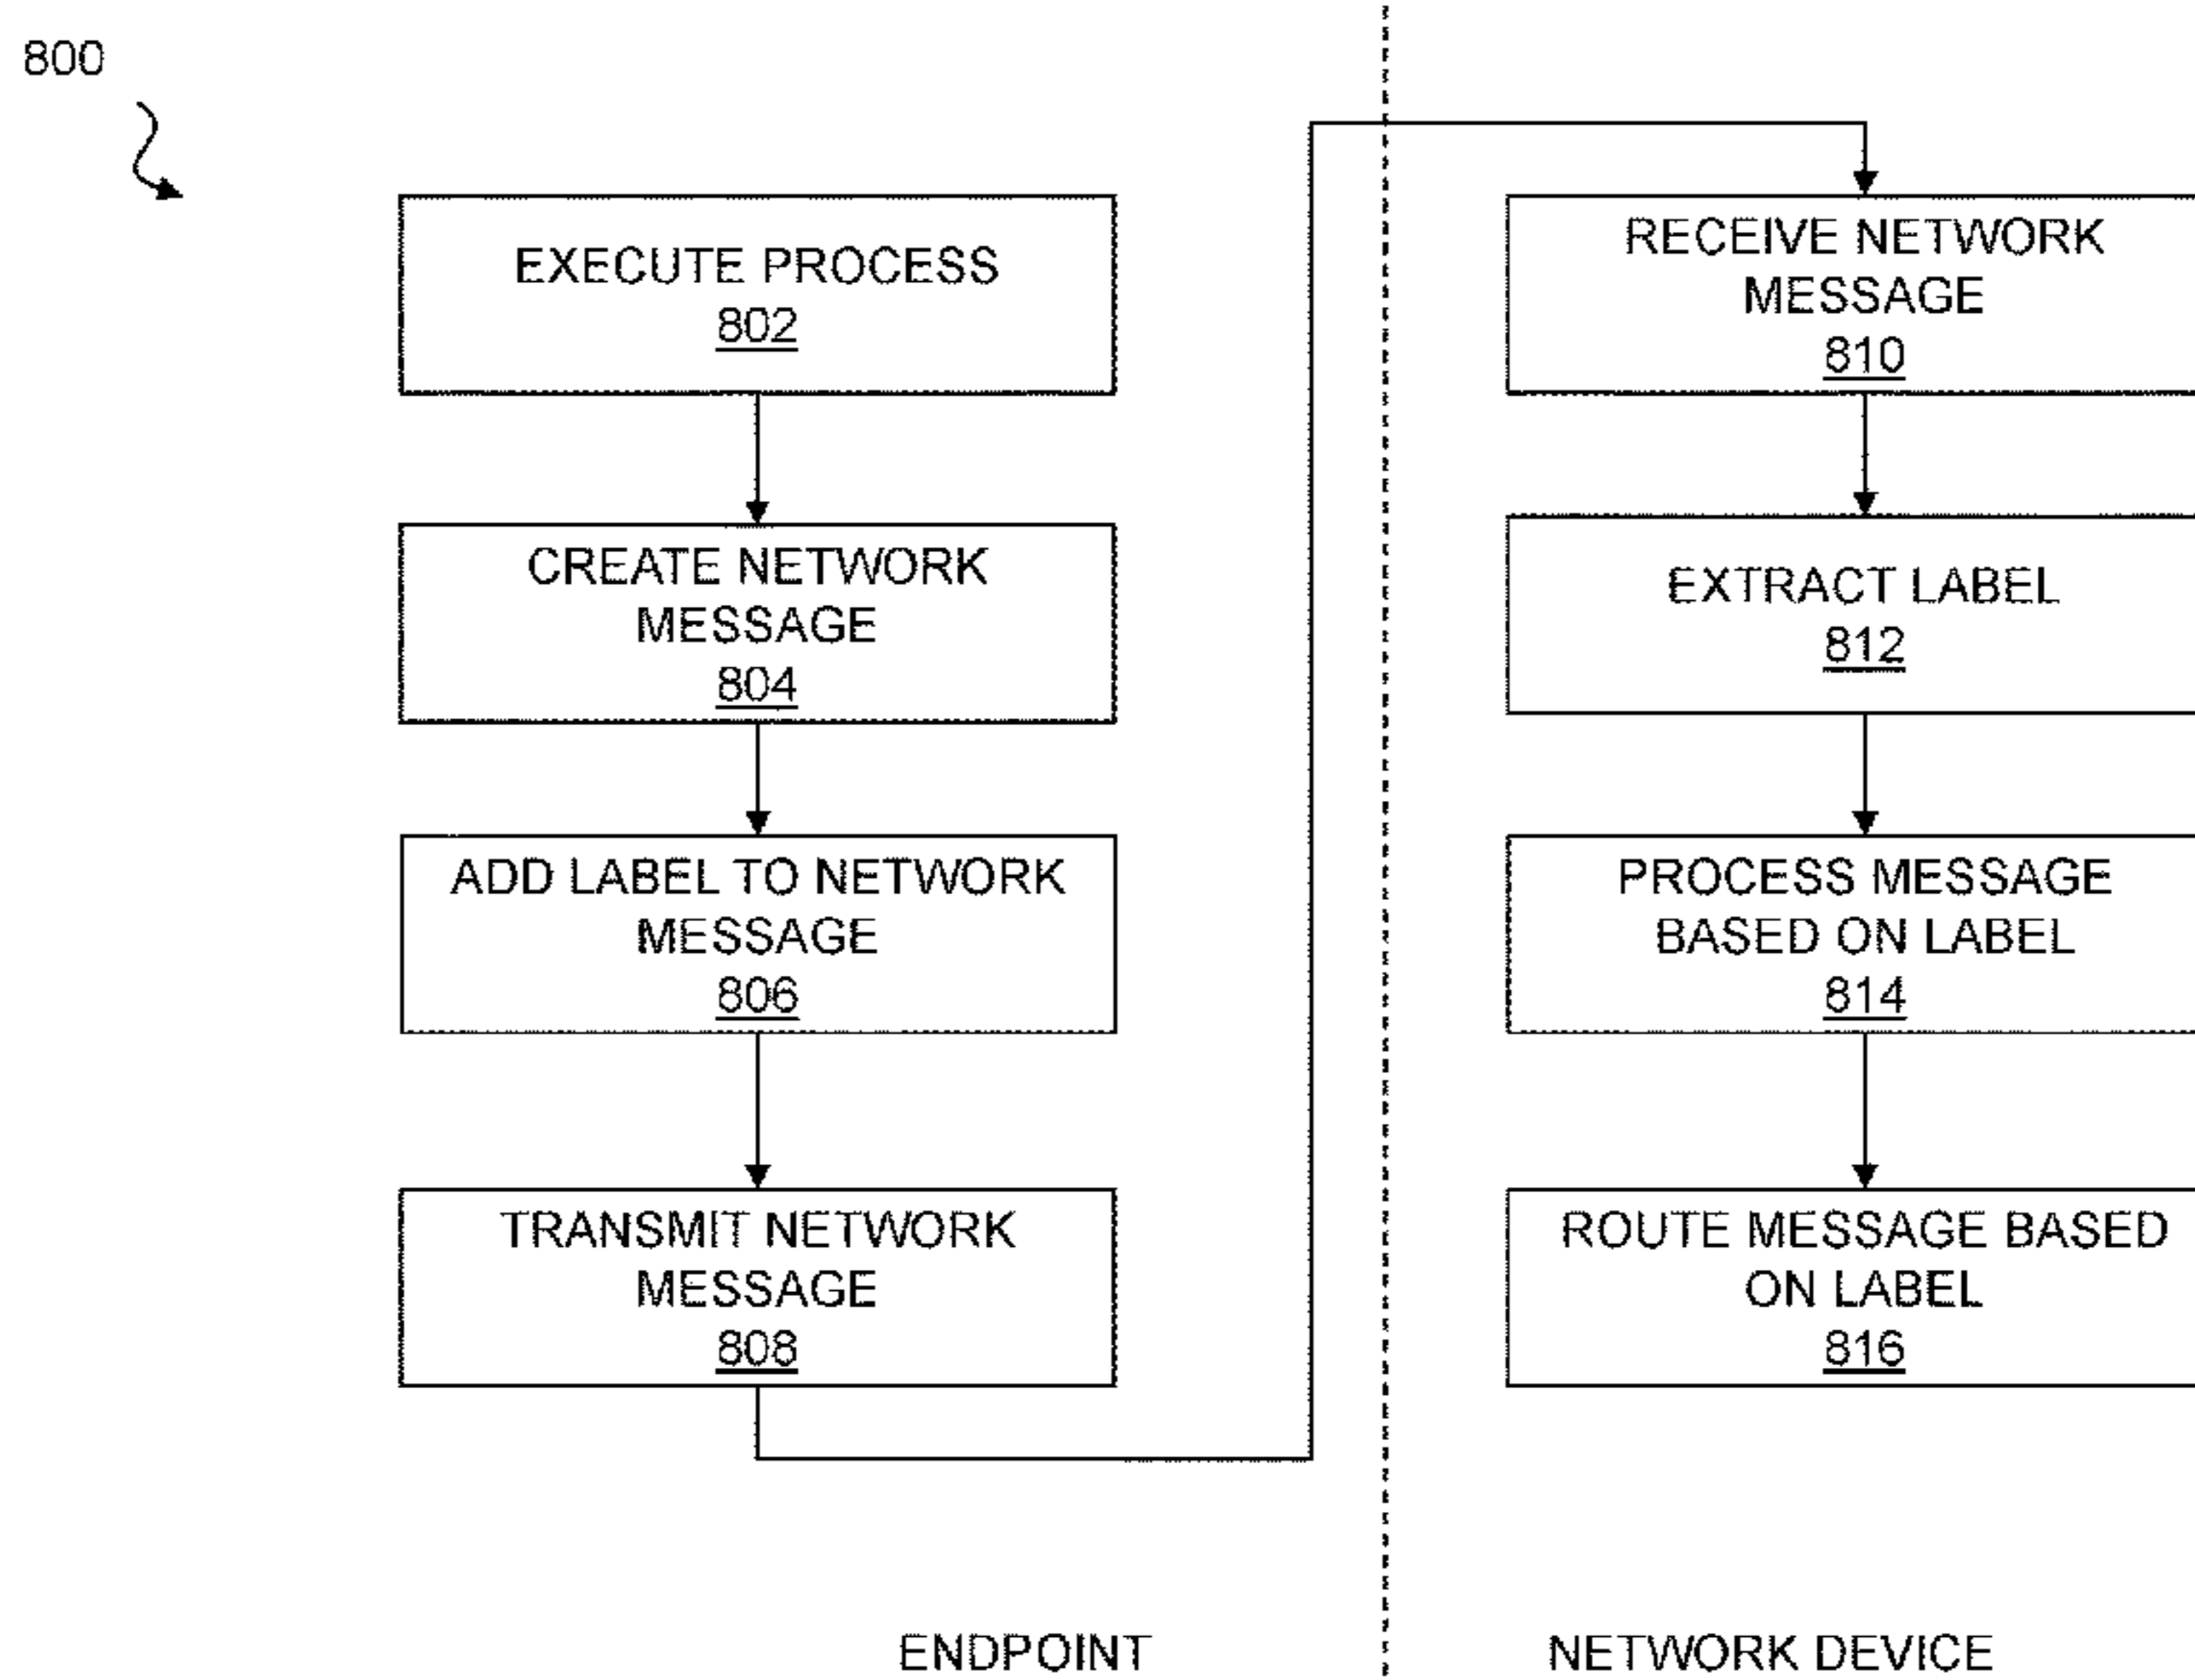 800
EXECUTE PROCESS
802
CREATE NETWORK
MESSAGE
804
ADD LABEL TO NETWORK
MESSAGE
806
TRANSMIT NETWORK
MESSAGE
808
RECEIVE NETWORK
MESSAGE
810
EXTRACT LABEL
812
PROCESS MESSAGE
BASED ON LABEL
814
ROUTE MESSAGE BASED
ON LABEL
816
ENDPOINT
NETWORK DEVICE